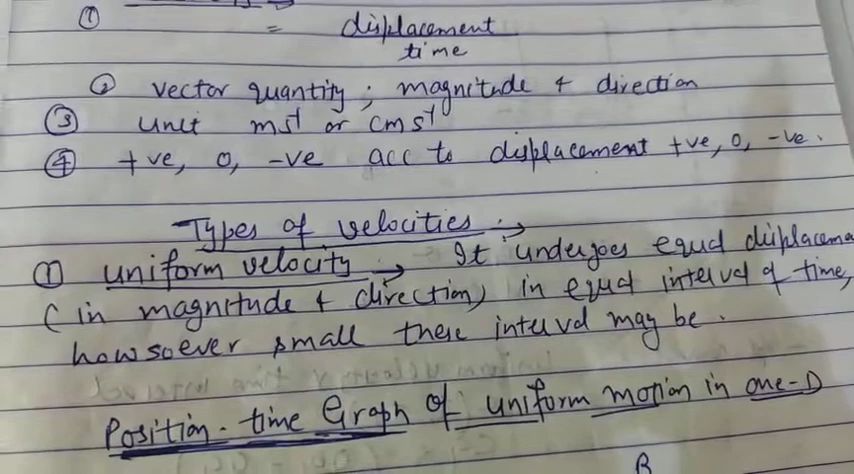 ① = displacement
time
② vector quantity; magnitude & direction
③ unit ms⁻¹ or cms⁻¹
④ +ve, 0, -ve acc to displacement +ve, 0, -ve.
Types of velocities :→
① uniform velocity → It undergoes equal displaceme
(in magnitude & direction) in equal interval of time,
howsoever small these interval may be.
Position-time Graph of uniform motion in one-D
B